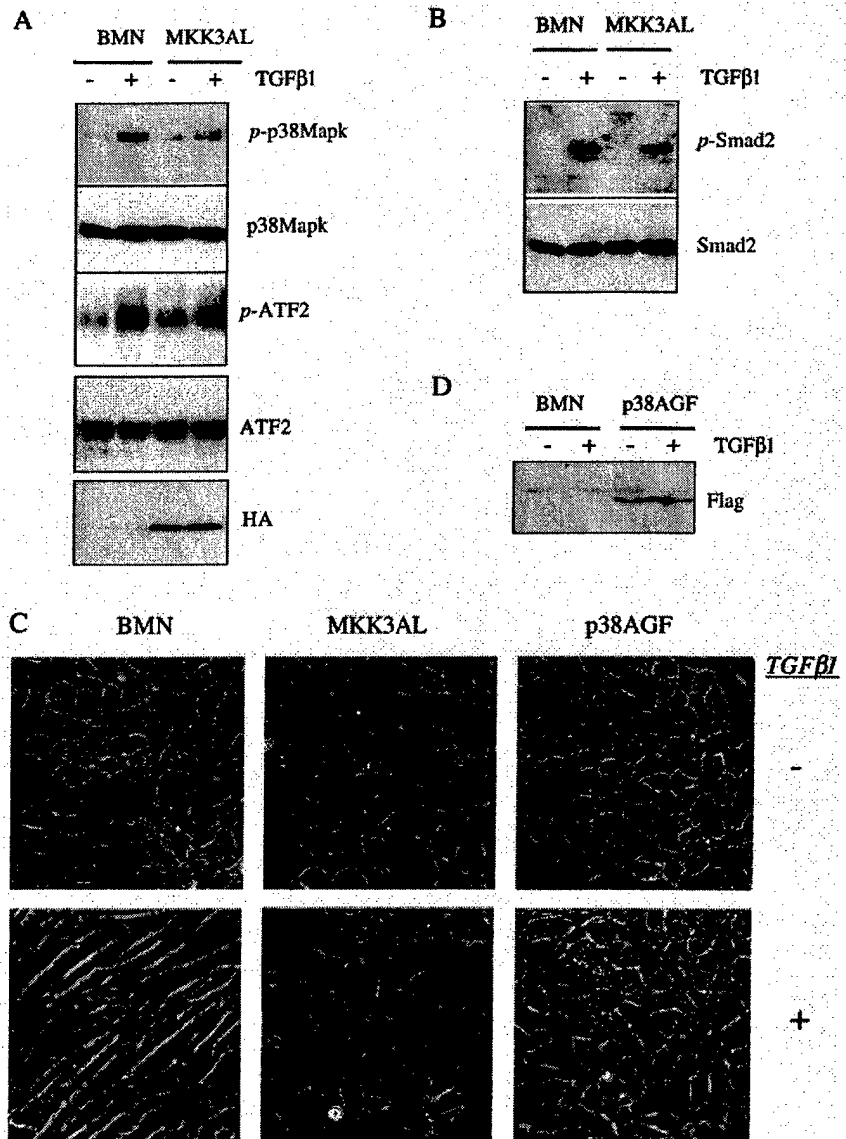 A
BMN MKK3AL
- + - + TGFβ1
p-p38Mapk
p38Mapk
p-ATF2
ATF2
HA
B
BMN MKK3AL
- + - + TGFβ1
p-Smad2
Smad2
D
BMN p38AGF
- + - + TGFβ1
Flag
C
BMN MKK3AL p38AGF
TGFβ1
-
+